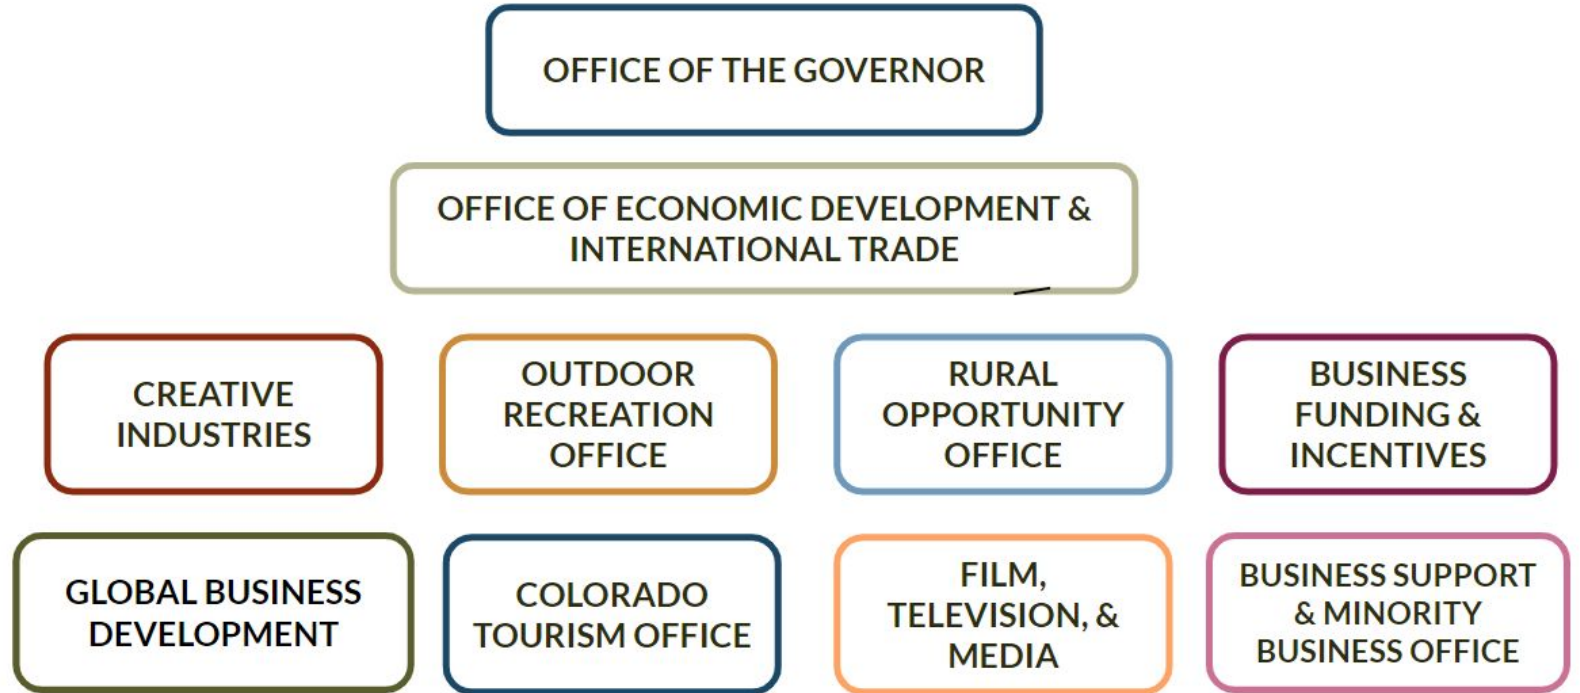 OFFICE OF THE GOVERNOR
OFFICE OF ECONOMIC DEVELOPMENT &
INTERNATIONAL TRADE
CREATIVE
INDUSTRIES
OUTDOOR
RECREATION
OFFICE
RURAL
OPPORTUNITY
OFFICE
BUSINESS
FUNDING &
INCENTIVES
GLOBAL BUSINESS
DEVELOPMENT
COLORADO
TOURISM OFFICE
FILM,
TELEVISION, &
MEDIA
BUSINESS SUPPORT
& MINORITY
BUSINESS OFFICE